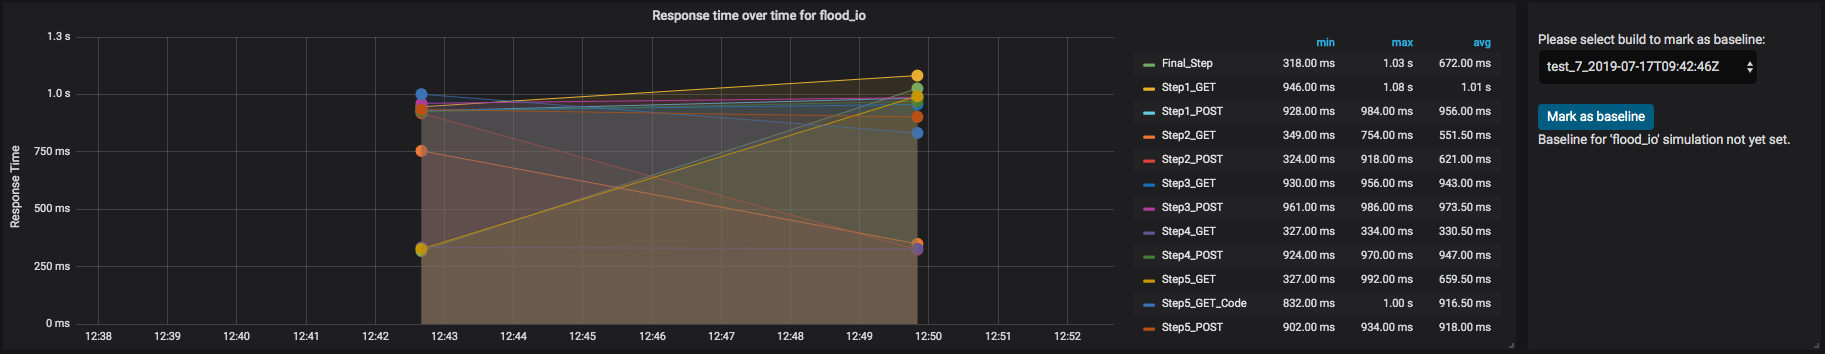 Response time over time for flood_io
1.3 s
1.0 s
750 ms
500 ms
250 ms
0 ms
Response Time
12:38 12:39 12:40 12:41 12:42 12:43 12:44 12:45 12:46 12:47 12:48 12:49 12:50 12:51 12:52
min max avg
Final_Step 318.00 ms 1.03 s 672.00 ms
Step1_GET 946.00 ms 1.08 s 1.01 s
Step1_POST 928.00 ms 984.00 ms 956.00 ms
Step2_GET 349.00 ms 754.00 ms 551.50 ms
Step2_POST 324.00 ms 918.00 ms 621.00 ms
Step3_GET 930.00 ms 956.00 ms 943.00 ms
Step3_POST 961.00 ms 986.00 ms 973.50 ms
Step4_GET 327.00 ms 334.00 ms 330.50 ms
Step4_POST 924.00 ms 970.00 ms 947.00 ms
Step5_GET 327.00 ms 992.00 ms 659.50 ms
Step5_GET_Code 832.00 ms 1.00 s 916.50 ms
Step5_POST 902.00 ms 934.00 ms 918.00 ms
Please select build to mark as baseline:
test_7_2019-07-17T09:42:46Z
Mark as baseline
Baseline for 'flood_io' simulation not yet set.